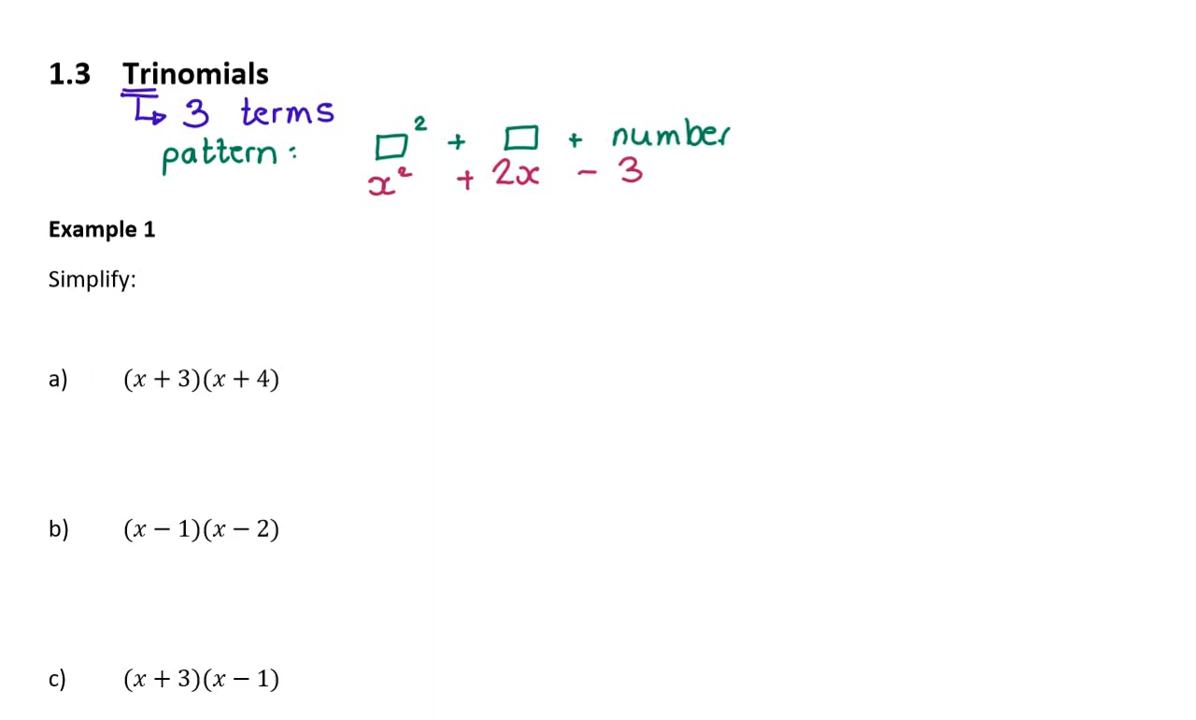 1.3 Trinomials
↳ 3 terms
pattern: □² + □ + number
x² + 2x - 3
Example 1
Simplify:
a) (x + 3)(x + 4)
b) (x − 1)(x − 2)
c) (x + 3)(x − 1)